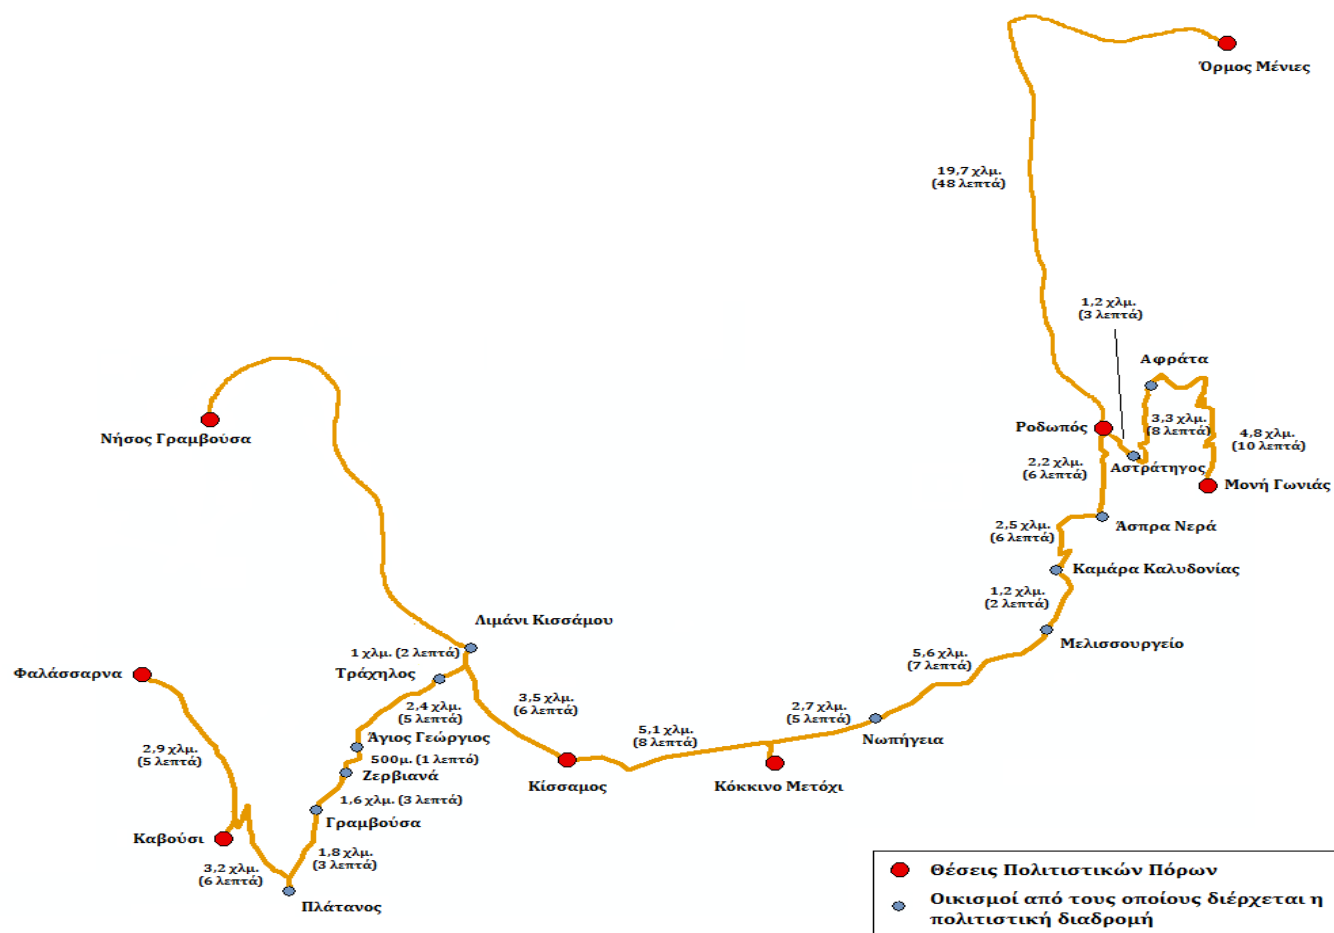 Όρμος Μένιες
19,7 χλμ.
(48 λεπτά)
1,2 χλμ.
(3 λεπτά)
Αφράτα
3,3 χλμ.
(8 λεπτά)
4,8 χλμ.
(10 λεπτά)
Ροδωπός
Αστράτηγος
Μονή Γωνιάς
2,2 χλμ.
(6 λεπτά)
Άσπρα Νερά
2,5 χλμ.
(6 λεπτά)
Καμάρα Καλυδονίας
1,2 χλμ.
(2 λεπτά)
Μελισσουργείο
5,6 χλμ.
(7 λεπτά)
Νήσος Γραμβούσα
Λιμάνι Κισσάμου
1 χλμ. (2 λεπτά)
Φαλάσσαρνα
Τράχηλος
2,4 χλμ.
(5 λεπτά)
3,5 χλμ.
(6 λεπτά)
2,7 χλμ.
(5 λεπτά)
Νωπήγεια
5,1 χλμ.
(8 λεπτά)
Άγιος Γεώργιος
500μ. (1 λεπτό)
Ζερβιανά
2,9 χλμ.
(5 λεπτά)
Κίσσαμος
Κόκκινο Μετόχι
1,6 χλμ. (3 λεπτά)
Γραμβούσα
Καβούσι
1,8 χλμ.
(3 λεπτά)
3,2 χλμ.
(6 λεπτά)
Πλάτανος
Θέσεις Πολιτιστικών Πόρων
Οικισμοί από τους οποίους διέρχεται η
πολιτιστική διαδρομή